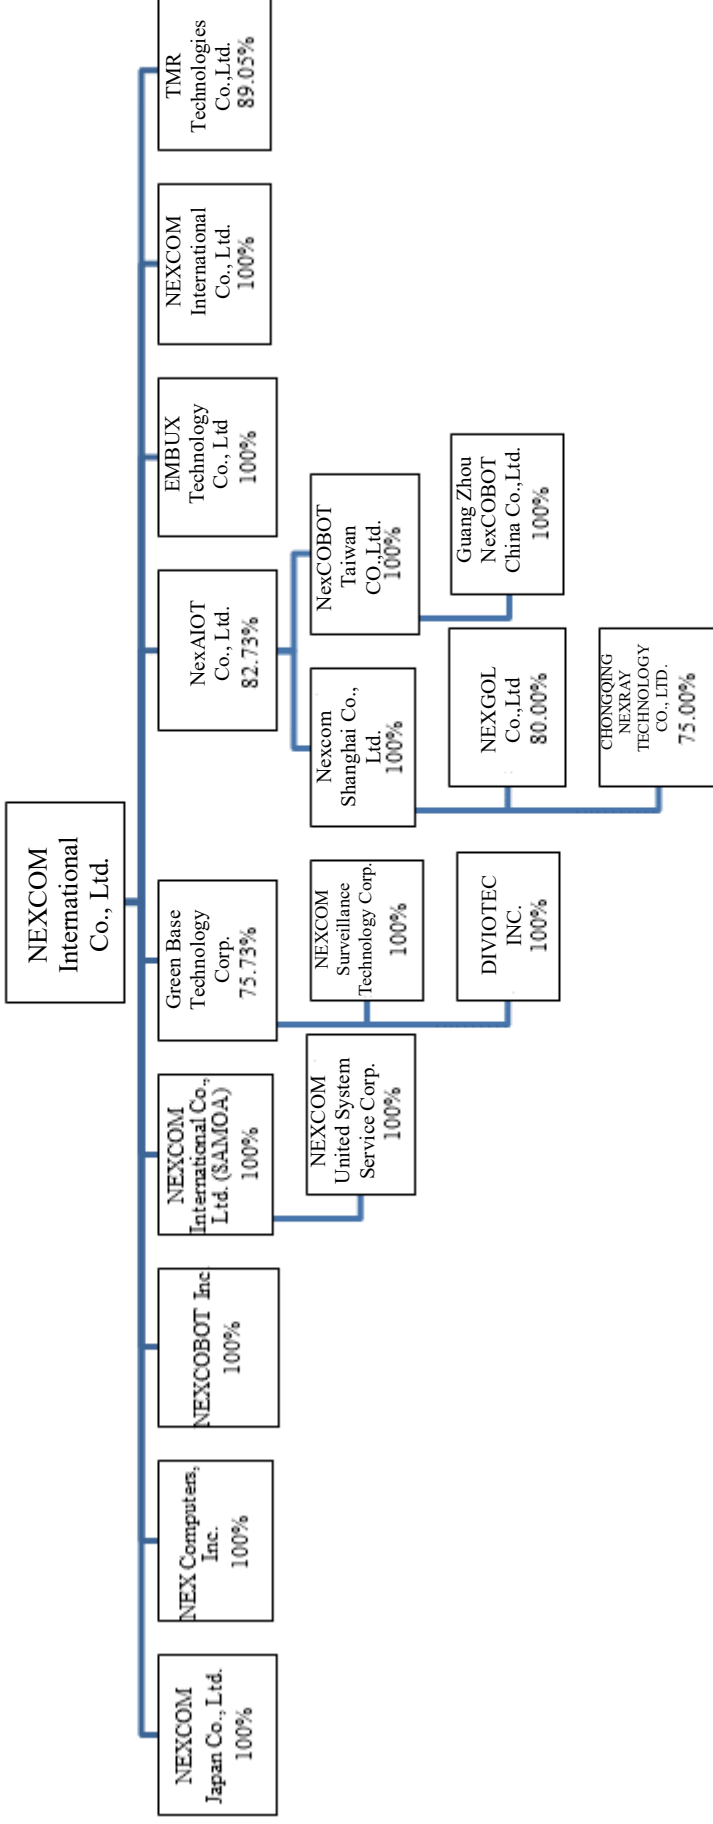 NEXCOM
International
Co., Ltd.
NEXCOM
Japan Co., Ltd.
100%
NEX Computers,
Inc.
100%
NEXCOBOT Inc
100%
NEXCOM
International Co.,
Ltd. (SAMOA)
100%
Green Base
Technology
Corp.
75.73%
NexAIOT
Co., Ltd.
82.73%
EMBUX
Technology
Co., Ltd
100%
NEXCOM
International
Co., Ltd.
100%
TMR
Technologies
Co.,Ltd.
89.05%
NEXCOM
United System
Service Corp.
100%
NEXCOM
Surveillance
Technology Corp.
100%
Nexcom
Shanghai Co.,
Ltd.
100%
NexCOBOT
Taiwan
CO.,Ltd.
100%
DIVIOTEC
INC.
100%
NEXGOL
Co.,Ltd
80.00%
Guang Zhou
NexCOBOT
China Co.,Ltd.
100%
CHONGQING
NEXRAY
TECHNOLOGY
CO., LTD.
75.00%